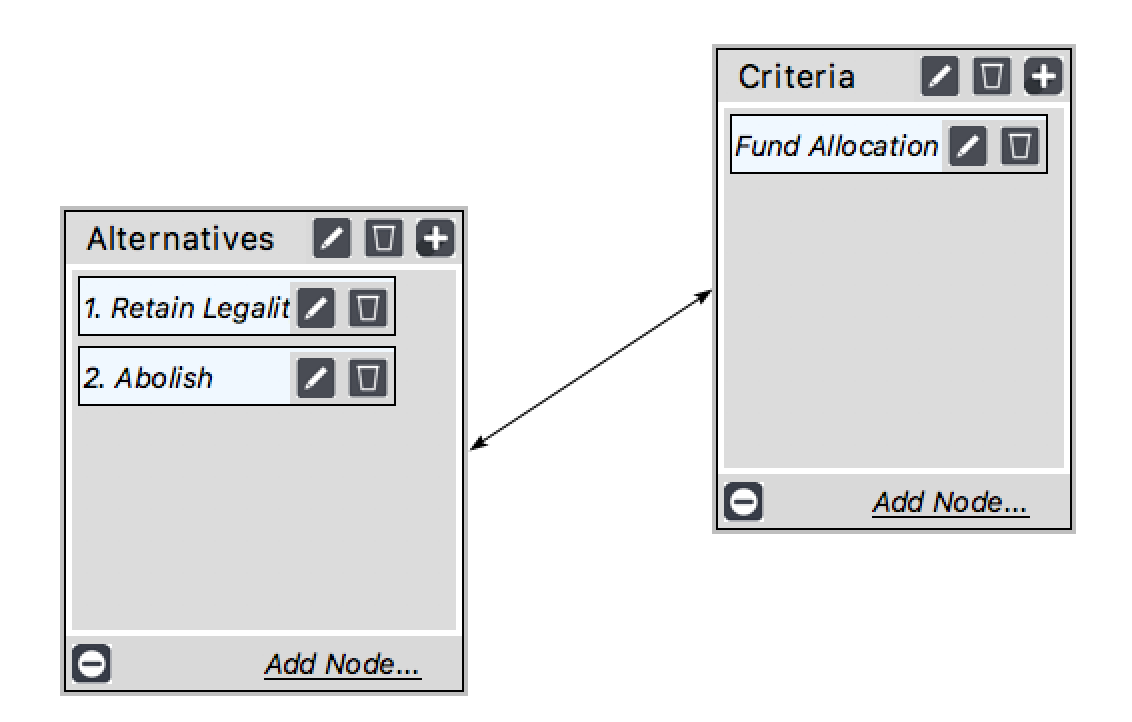 Criteria
Fund Allocation
Add Node...
Alternatives
1. Retain Legalit
2. Abolish
Add Node...